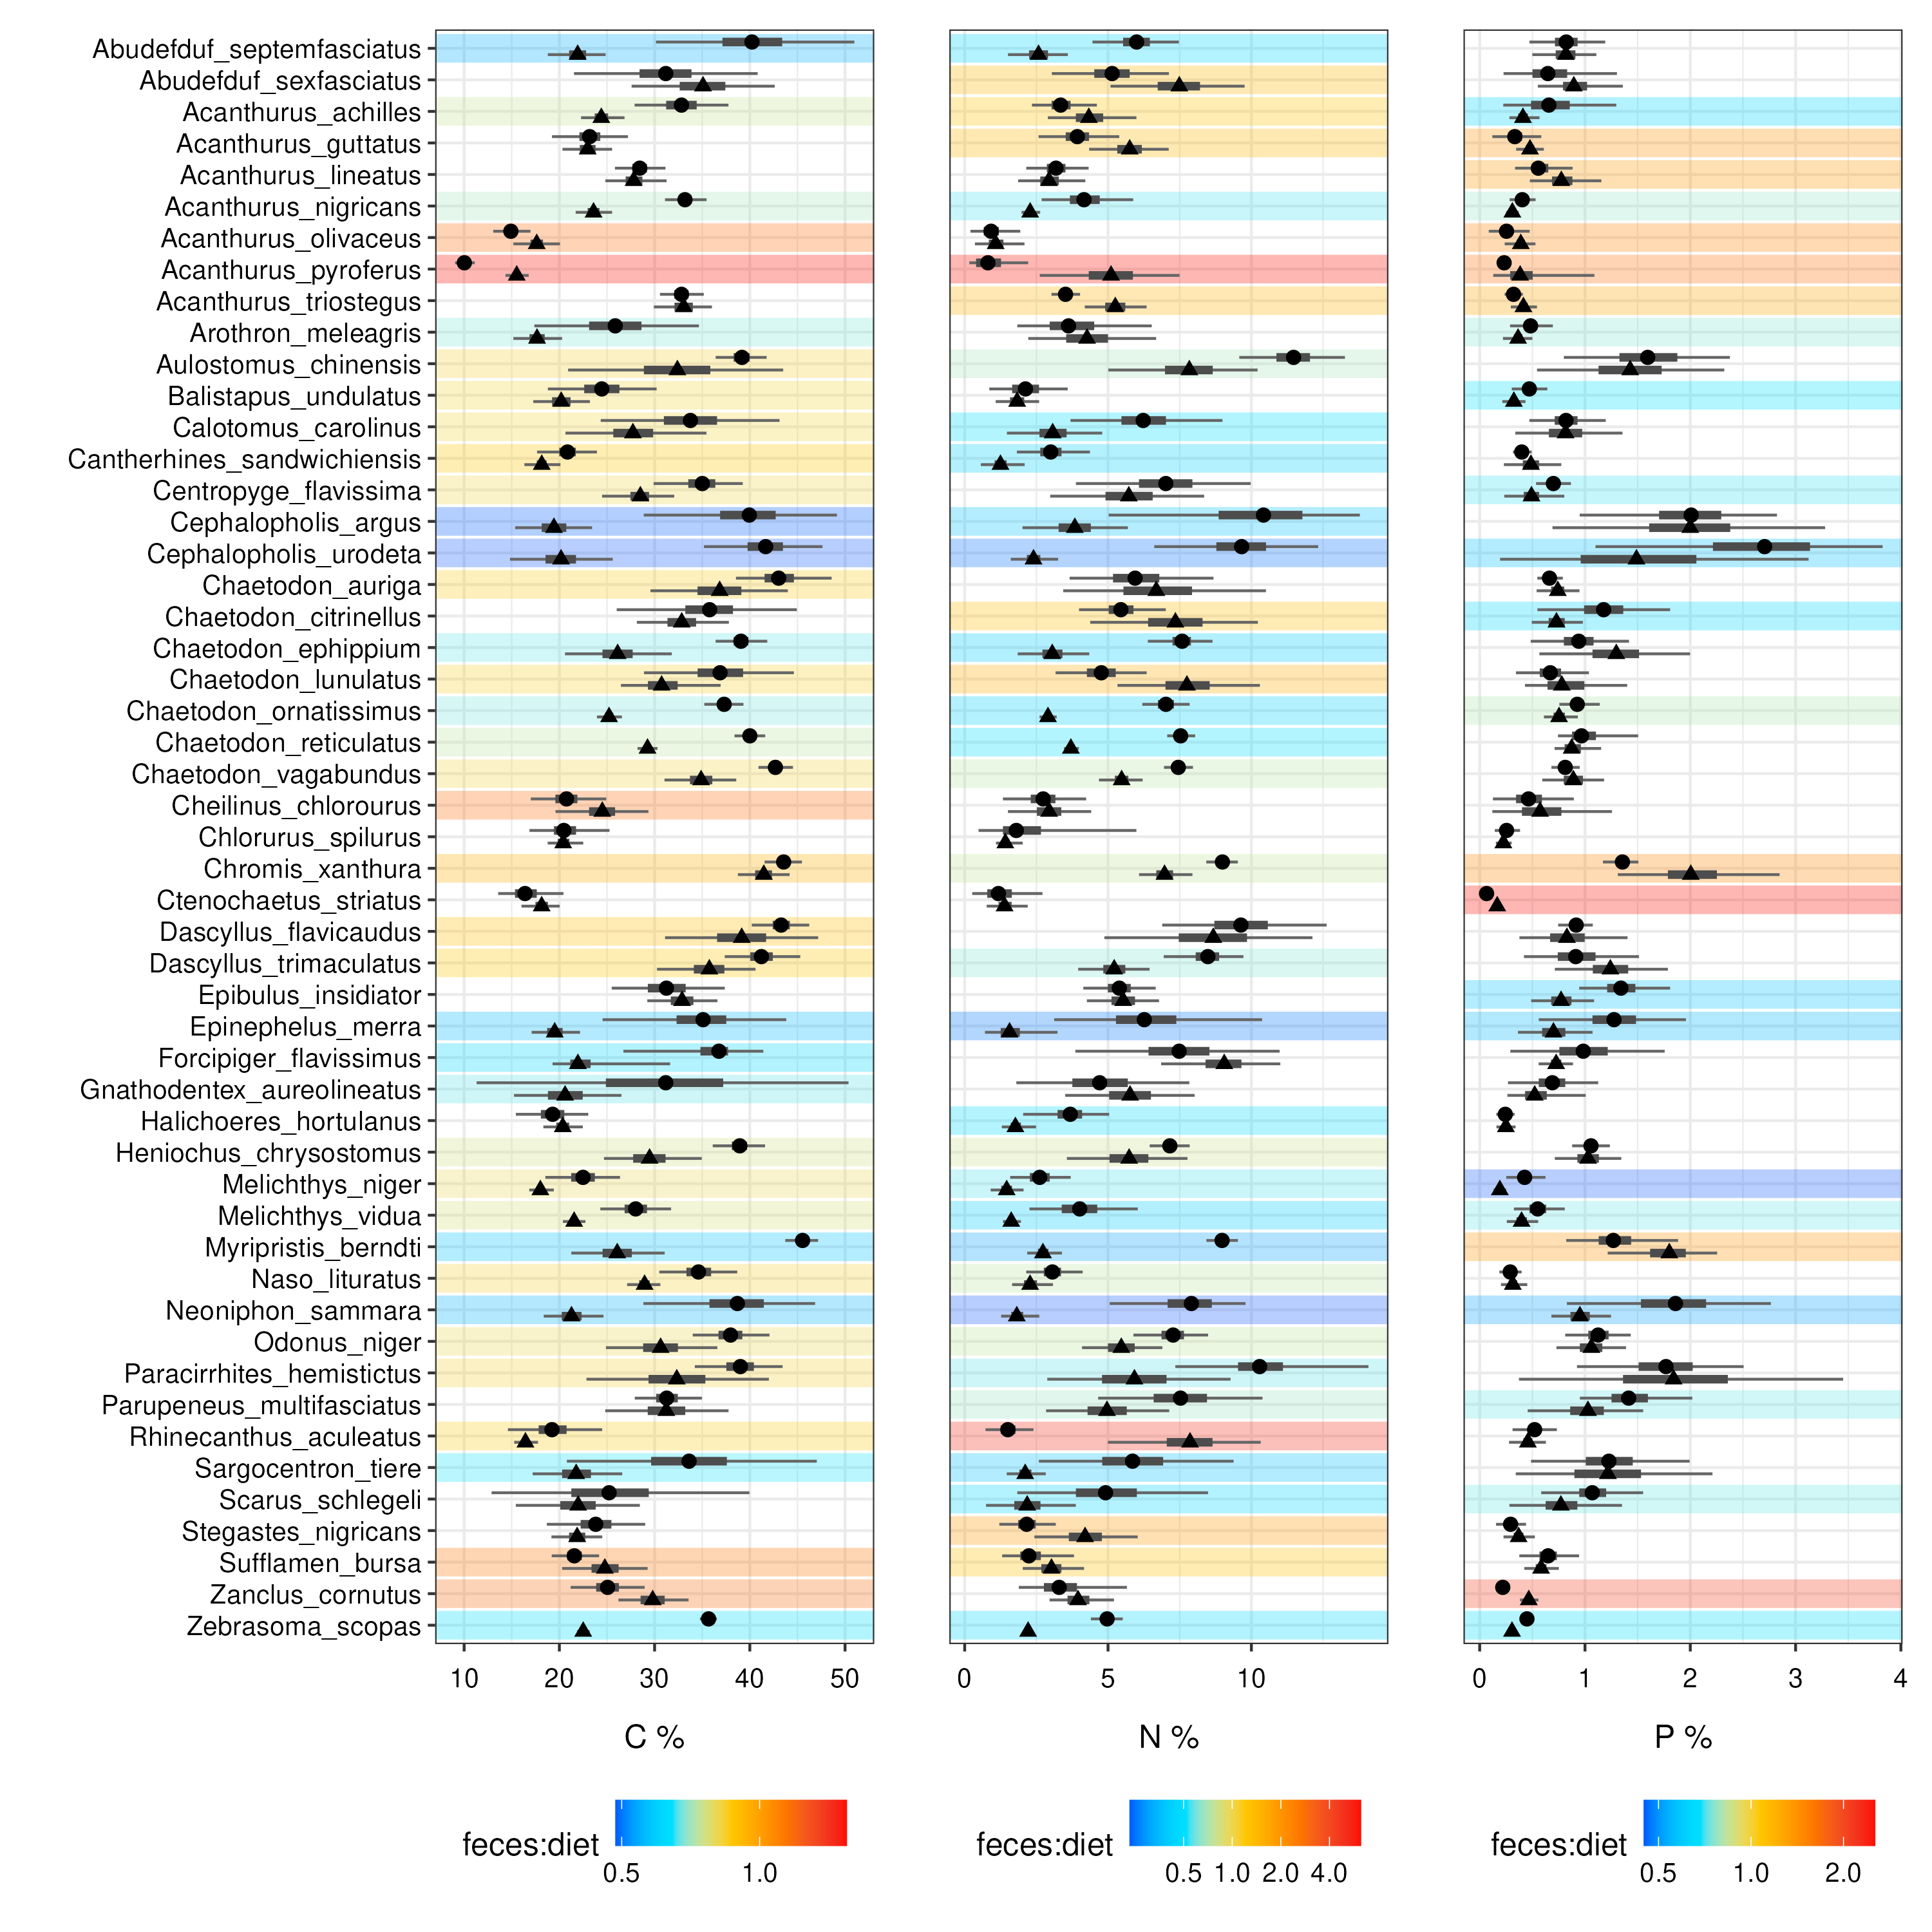 Abudefduf_septemfasciatus
Abudefduf_sexfasciatus
Acanthurus_achilles
Acanthurus_guttatus
Acanthurus_lineatus
Acanthurus_nigricans
Acanthurus_olivaceus
Acanthurus_pyroferus
Acanthurus_triostegus
Arothron_meleagris
Aulostomus_chinensis
Balistapus_undulatus
Calotomus_carolinus
Cantherhines_sandwichiensis
Centropyge_flavissima
Cephalopholis_argus
Cephalopholis_urodeta
Chaetodon_auriga
Chaetodon_citrinellus
Chaetodon_ephippium
Chaetodon_lunulatus
Chaetodon_ornatissimus
Chaetodon_reticulatus
Chaetodon_vagabundus
Cheilinus_chlorourus
Chlorurus_spilurus
Chromis_xanthura
Ctenochaetus_striatus
Dascyllus_flavicaudus
Dascyllus_trimaculatus
Epibulus_insidiator
Epinephelus_merra
Forcipiger_flavissimus
Gnathodentex_aureolineatus
Halichoeres_hortulanus
Heniochus_chrysostomus
Melichthys_niger
Melichthys_vidua
Myripristis_berndti
Naso_lituratus
Neoniphon_sammara
Odonus_niger
Paracirrhites_hemistictus
Parupeneus_multifasciatus
Rhinecanthus_aculeatus
Sargocentron_tiere
Scarus_schlegeli
Stegastes_nigricans
Sufflamen_bursa
Zanclus_cornutus
Zebrasoma_scopas
10 20 30 40 50 0 5 10 0 1 2 3 4
C % N % P %
feces:diet feces:diet feces:diet
0.5 1.0 0.5 1.0 2.0 4.0 0.5 1.0 2.0